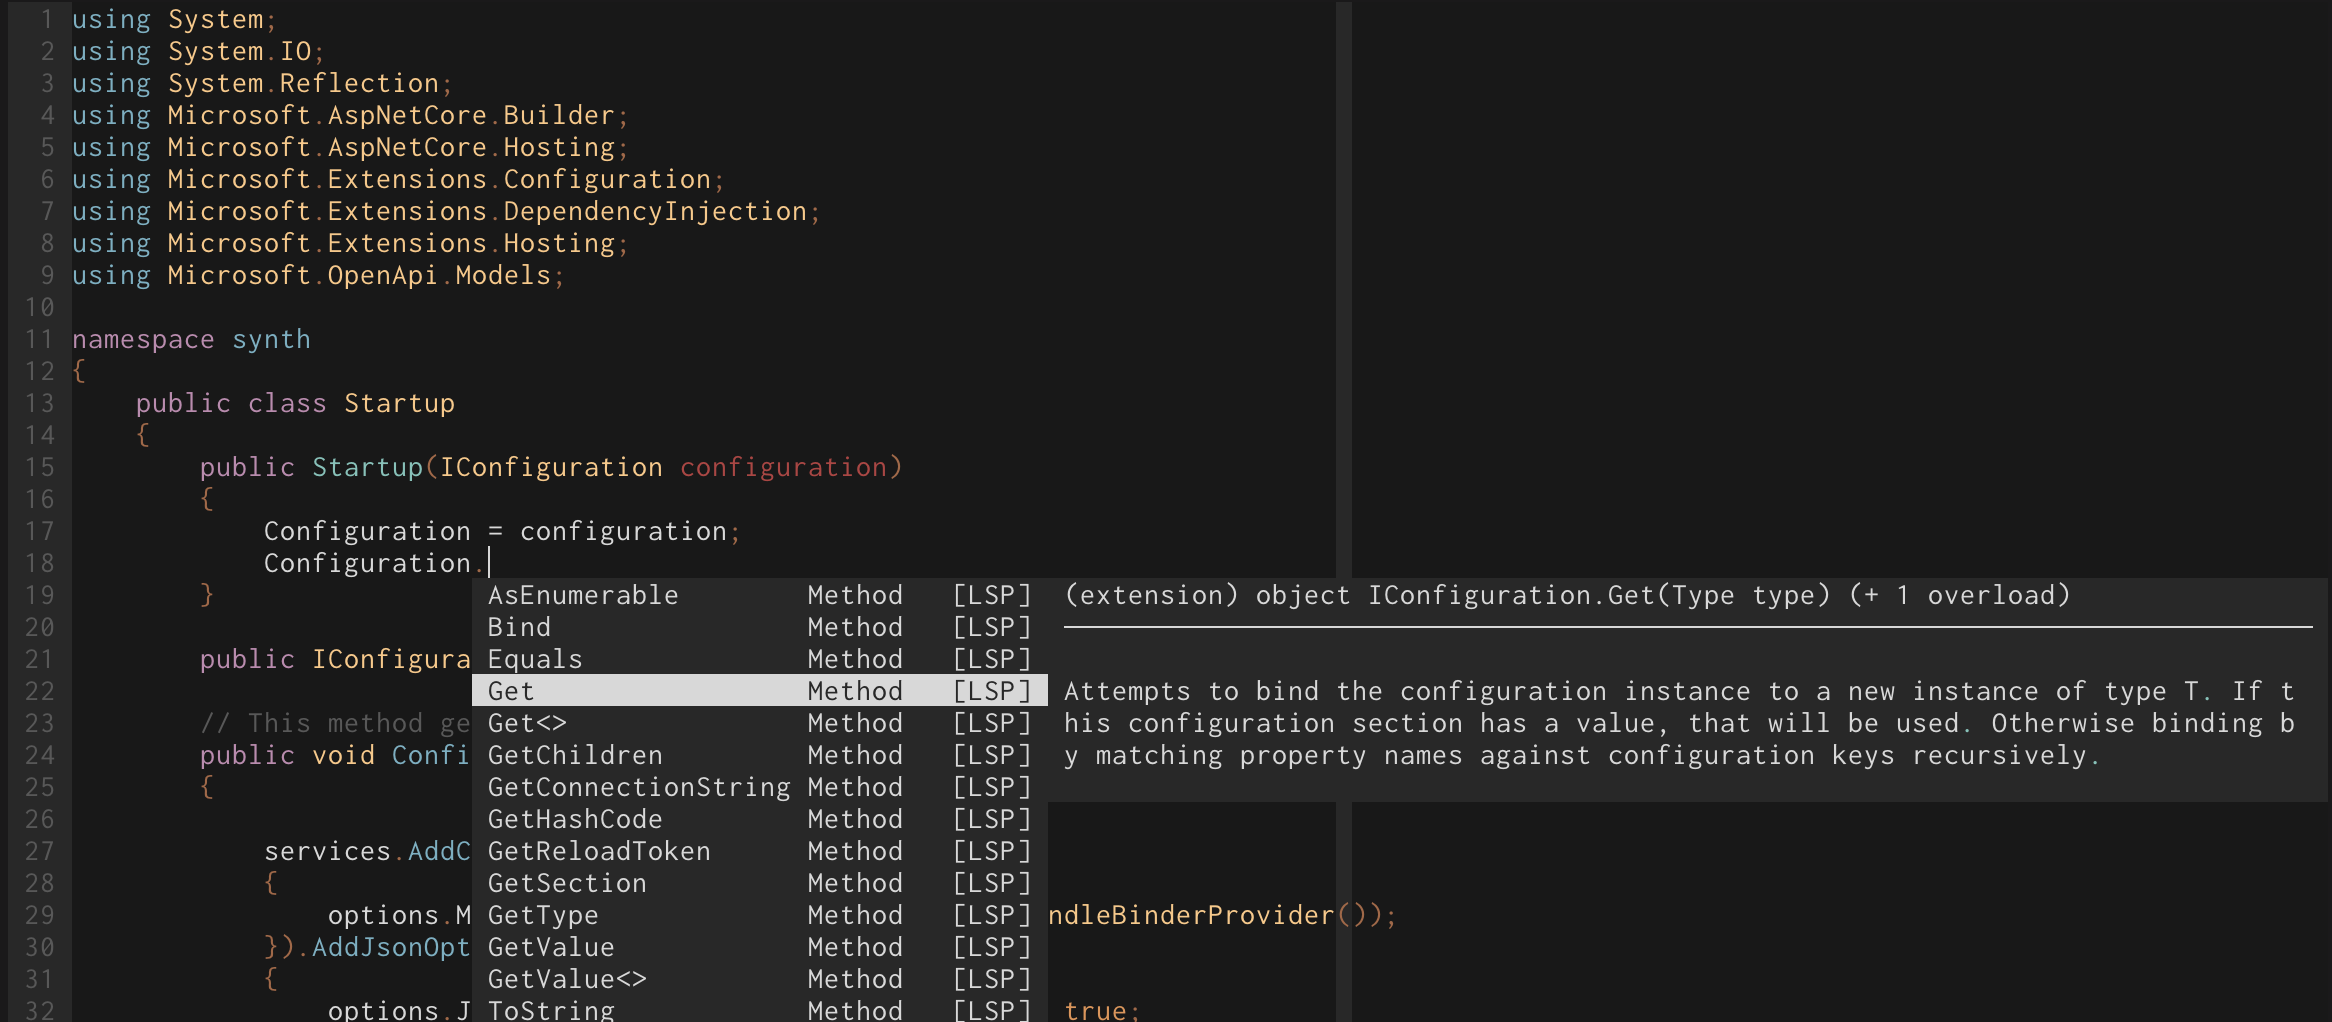 1 using System;
2 using System.IO;
3 using System.Reflection;
4 using Microsoft.AspNetCore.Builder;
5 using Microsoft.AspNetCore.Hosting;
6 using Microsoft.Extensions.Configuration;
7 using Microsoft.Extensions.DependencyInjection;
8 using Microsoft.Extensions.Hosting;
9 using Microsoft.OpenApi.Models;
10
11 namespace synth
12 {
13     public class Startup
14     {
15         public Startup(IConfiguration configuration)
16         {
17             Configuration = configuration;
18             Configuration.
19         } AsEnumerable Method [LSP] (extension) object IConfiguration.Get(Type type) (+ 1 overload)
20 Bind Method [LSP]
21         public IConfigura Equals Method [LSP]
22 Get Method [LSP] Attempts to bind the configuration instance to a new instance of type T. If t
23         // This method ge Get<> Method [LSP] his configuration section has a value, that will be used. Otherwise binding b
24         public void Confi GetChildren Method [LSP] y matching property names against configuration keys recursively.
25         { GetConnectionString Method [LSP]
26 GetHashCode Method [LSP]
27             services.AddC GetReloadToken Method [LSP]
28             { GetSection Method [LSP]
29                 options.M GetType Method [LSP] ndleBinderProvider());
30             }).AddJsonOpt GetValue Method [LSP]
31             { GetValue<> Method [LSP]
32                 options.J ToString Method [LSP] true;